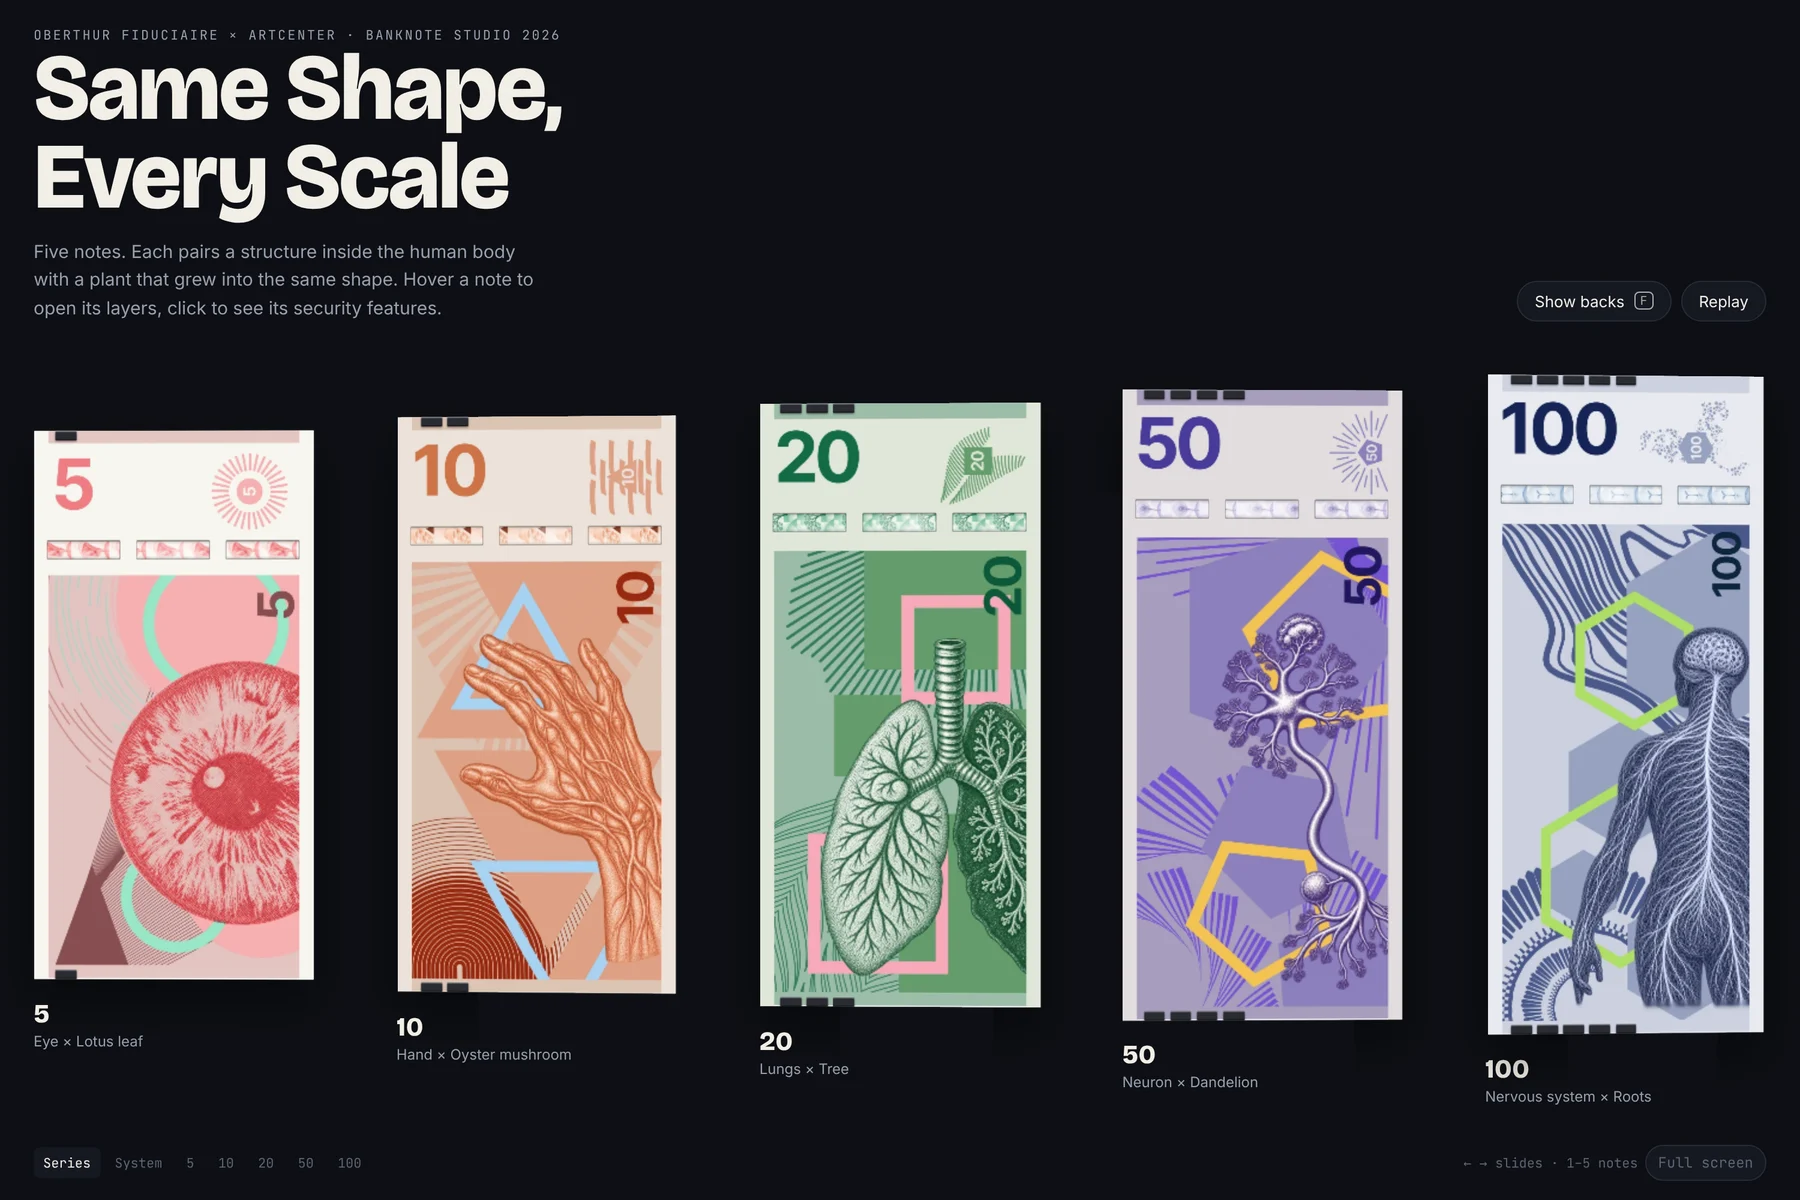 OBERTHUR FIDUCIAIRE × ARTCENTER · BANKNOTE STUDIO 2026
Same Shape,
Every Scale
Five notes. Each pairs a structure inside the human body
with a plant that grew into the same shape. Hover a note to
open its layers, click to see its security features.
Show backs F
Replay
5
5
5
5
Eye × Lotus leaf
10
10
10
10
Hand × Oyster mushroom
20
20
20
20
Lungs × Tree
50
50
50
50
Neuron × Dandelion
100
100
100
100
Nervous system × Roots
Series System 5 10 20 50 100
← → slides · 1–5 notes Full screen